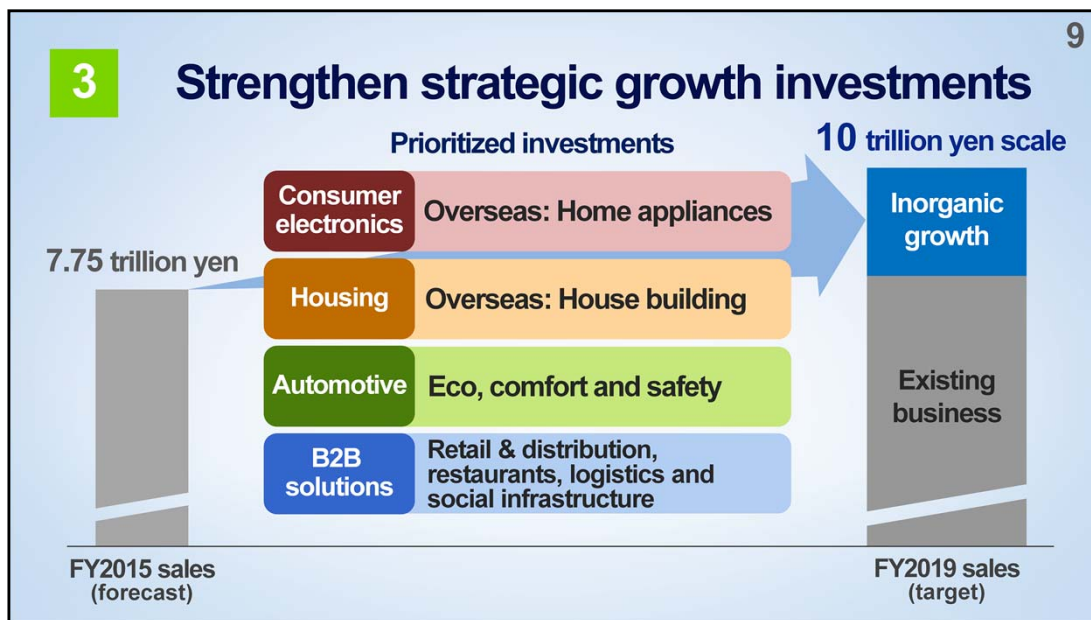 9
3
Strengthen strategic growth investments
Prioritized investments
10 trillion yen scale
7.75 trillion yen
Consumer
electronics
Overseas: Home appliances
Housing
Overseas: House building
Automotive
Eco, comfort and safety
B2B
solutions
Retail & distribution,
restaurants, logistics and
social infrastructure
Inorganic
growth
Existing
business
FY2015 sales
(forecast)
FY2019 sales
(target)